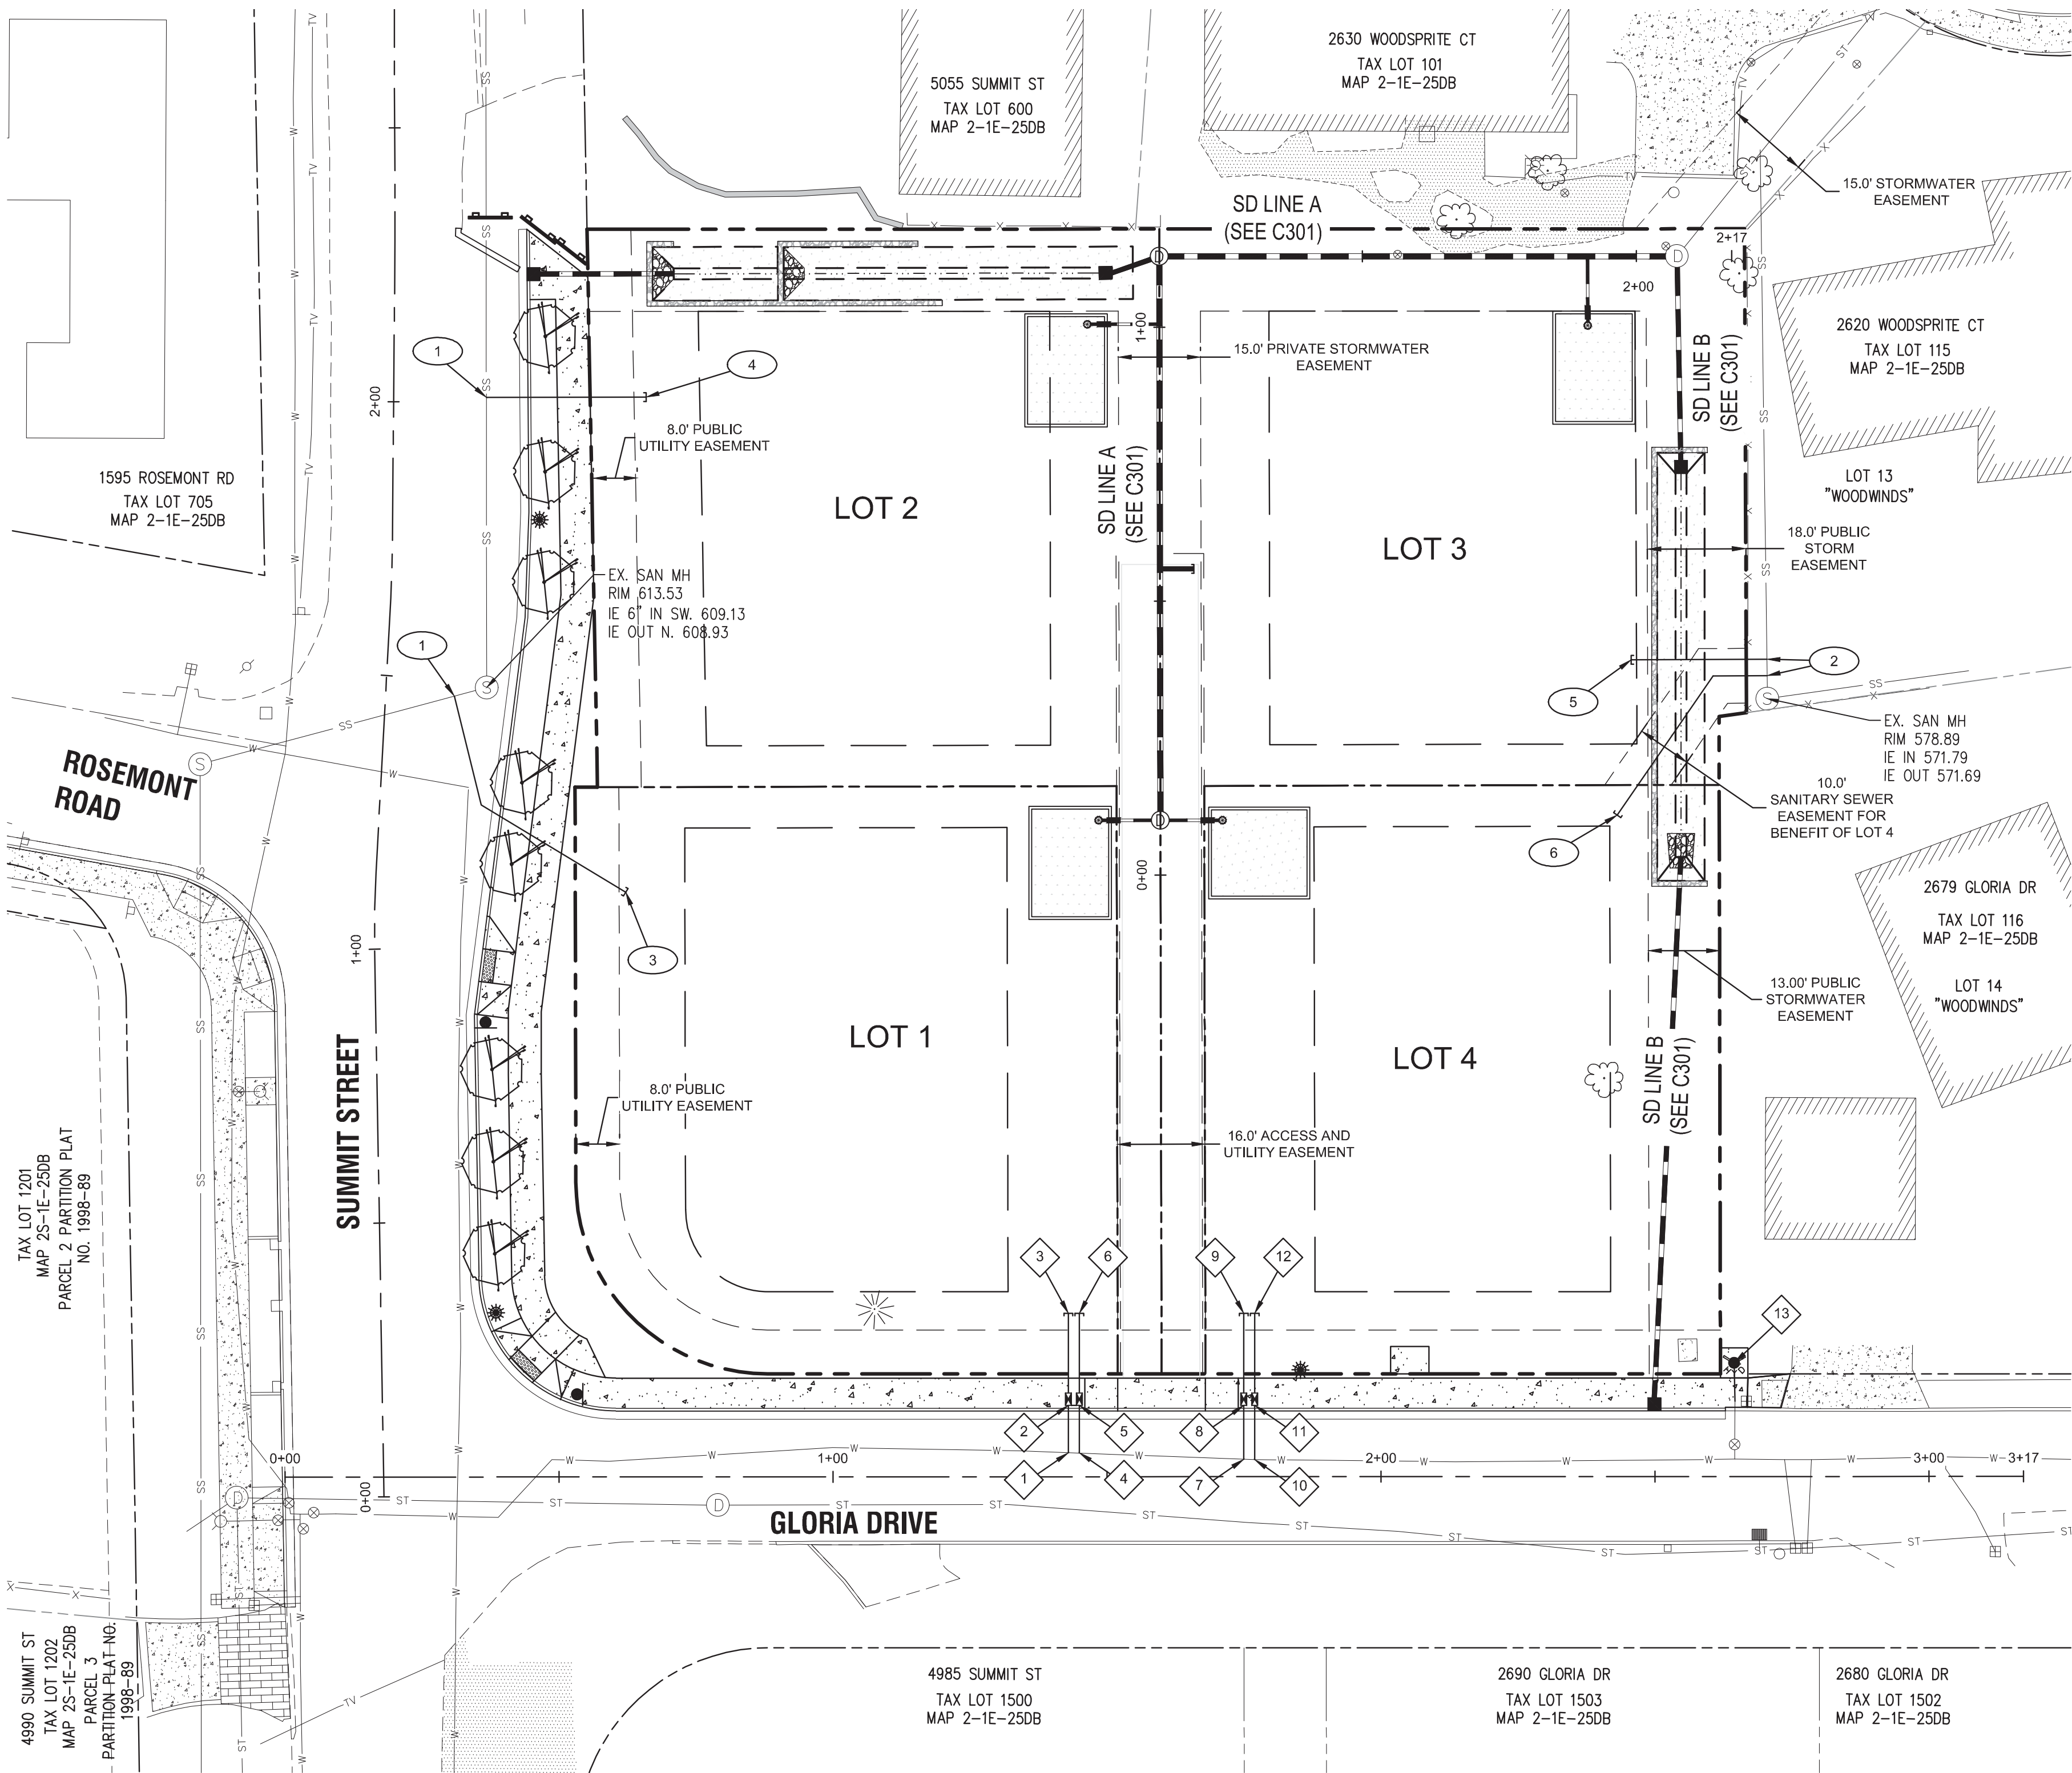 5055 SUMMIT ST
TAX LOT 600
MAP 2-1E-25DB
2630 WOODSPRITE CT
TAX LOT 101
MAP 2-1E-25DB
15.0' STORMWATER
EASEMENT
SD LINE A
(SEE C301)
2+17
2+00
1+00
2620 WOODSPRITE CT
TAX LOT 115
MAP 2-1E-25DB
15.0' PRIVATE STORMWATER
EASEMENT
SD LINE B
(SEE C301)
1
4
2+00
8.0' PUBLIC
UTILITY EASEMENT
1595 ROSEMONT RD
TAX LOT 705
MAP 2-1E-25DB
LOT 2
SD LINE A
(SEE C301)
LOT 3
LOT 13
"WOODWINDS"
18.0' PUBLIC
STORM
EASEMENT
EX. SAN MH
RIM 613.53
IE 6" IN SW. 609.13
IE OUT N. 608.93
1
2
5
EX. SAN MH
RIM 578.89
IE IN 571.79
IE OUT 571.69
ROSEMONT
ROAD
10.0'
SANITARY SEWER
EASEMENT FOR
BENEFIT OF LOT 4
6
0+00
3
1+00
2679 GLORIA DR
TAX LOT 116
MAP 2-1E-25DB
LOT 14
"WOODWINDS"
13.00' PUBLIC
STORMWATER
EASEMENT
LOT 1
LOT 4
SD LINE B
(SEE C301)
SUMMIT STREET
8.0' PUBLIC
UTILITY EASEMENT
16.0' ACCESS AND
UTILITY EASEMENT
TAX LOT 1201
MAP 2S-1E-25DB
PARCEL 2 PARTITION PLAT
NO. 1998-89
3
6
9
12
13
2
5
8
11
1
4
7
10
0+00
1+00
2+00
3+00
3+17
0+00
GLORIA DRIVE
4990 SUMMIT ST
TAX LOT 1202
MAP 2S-1E-25DB
PARCEL 3
PARTITION PLAT NO.
1998-89
4985 SUMMIT ST
TAX LOT 1500
MAP 2-1E-25DB
2690 GLORIA DR
TAX LOT 1503
MAP 2-1E-25DB
2680 GLORIA DR
TAX LOT 1502
MAP 2-1E-25DB